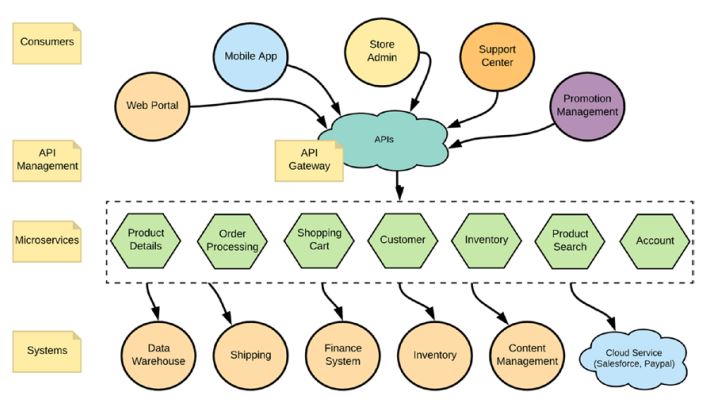 Consumers
Mobile App
Store
Admin
Support
Center
Web Portal
Promotion
Management
APIs
API
Management
API
Gateway
Microservices
Product
Details
Order
Processing
Shopping
Cart
Customer
Inventory
Product
Search
Account
Systems
Data
Warehouse
Shipping
Finance
System
Inventory
Content
Management
Cloud Service
(Salesforce, Paypal)